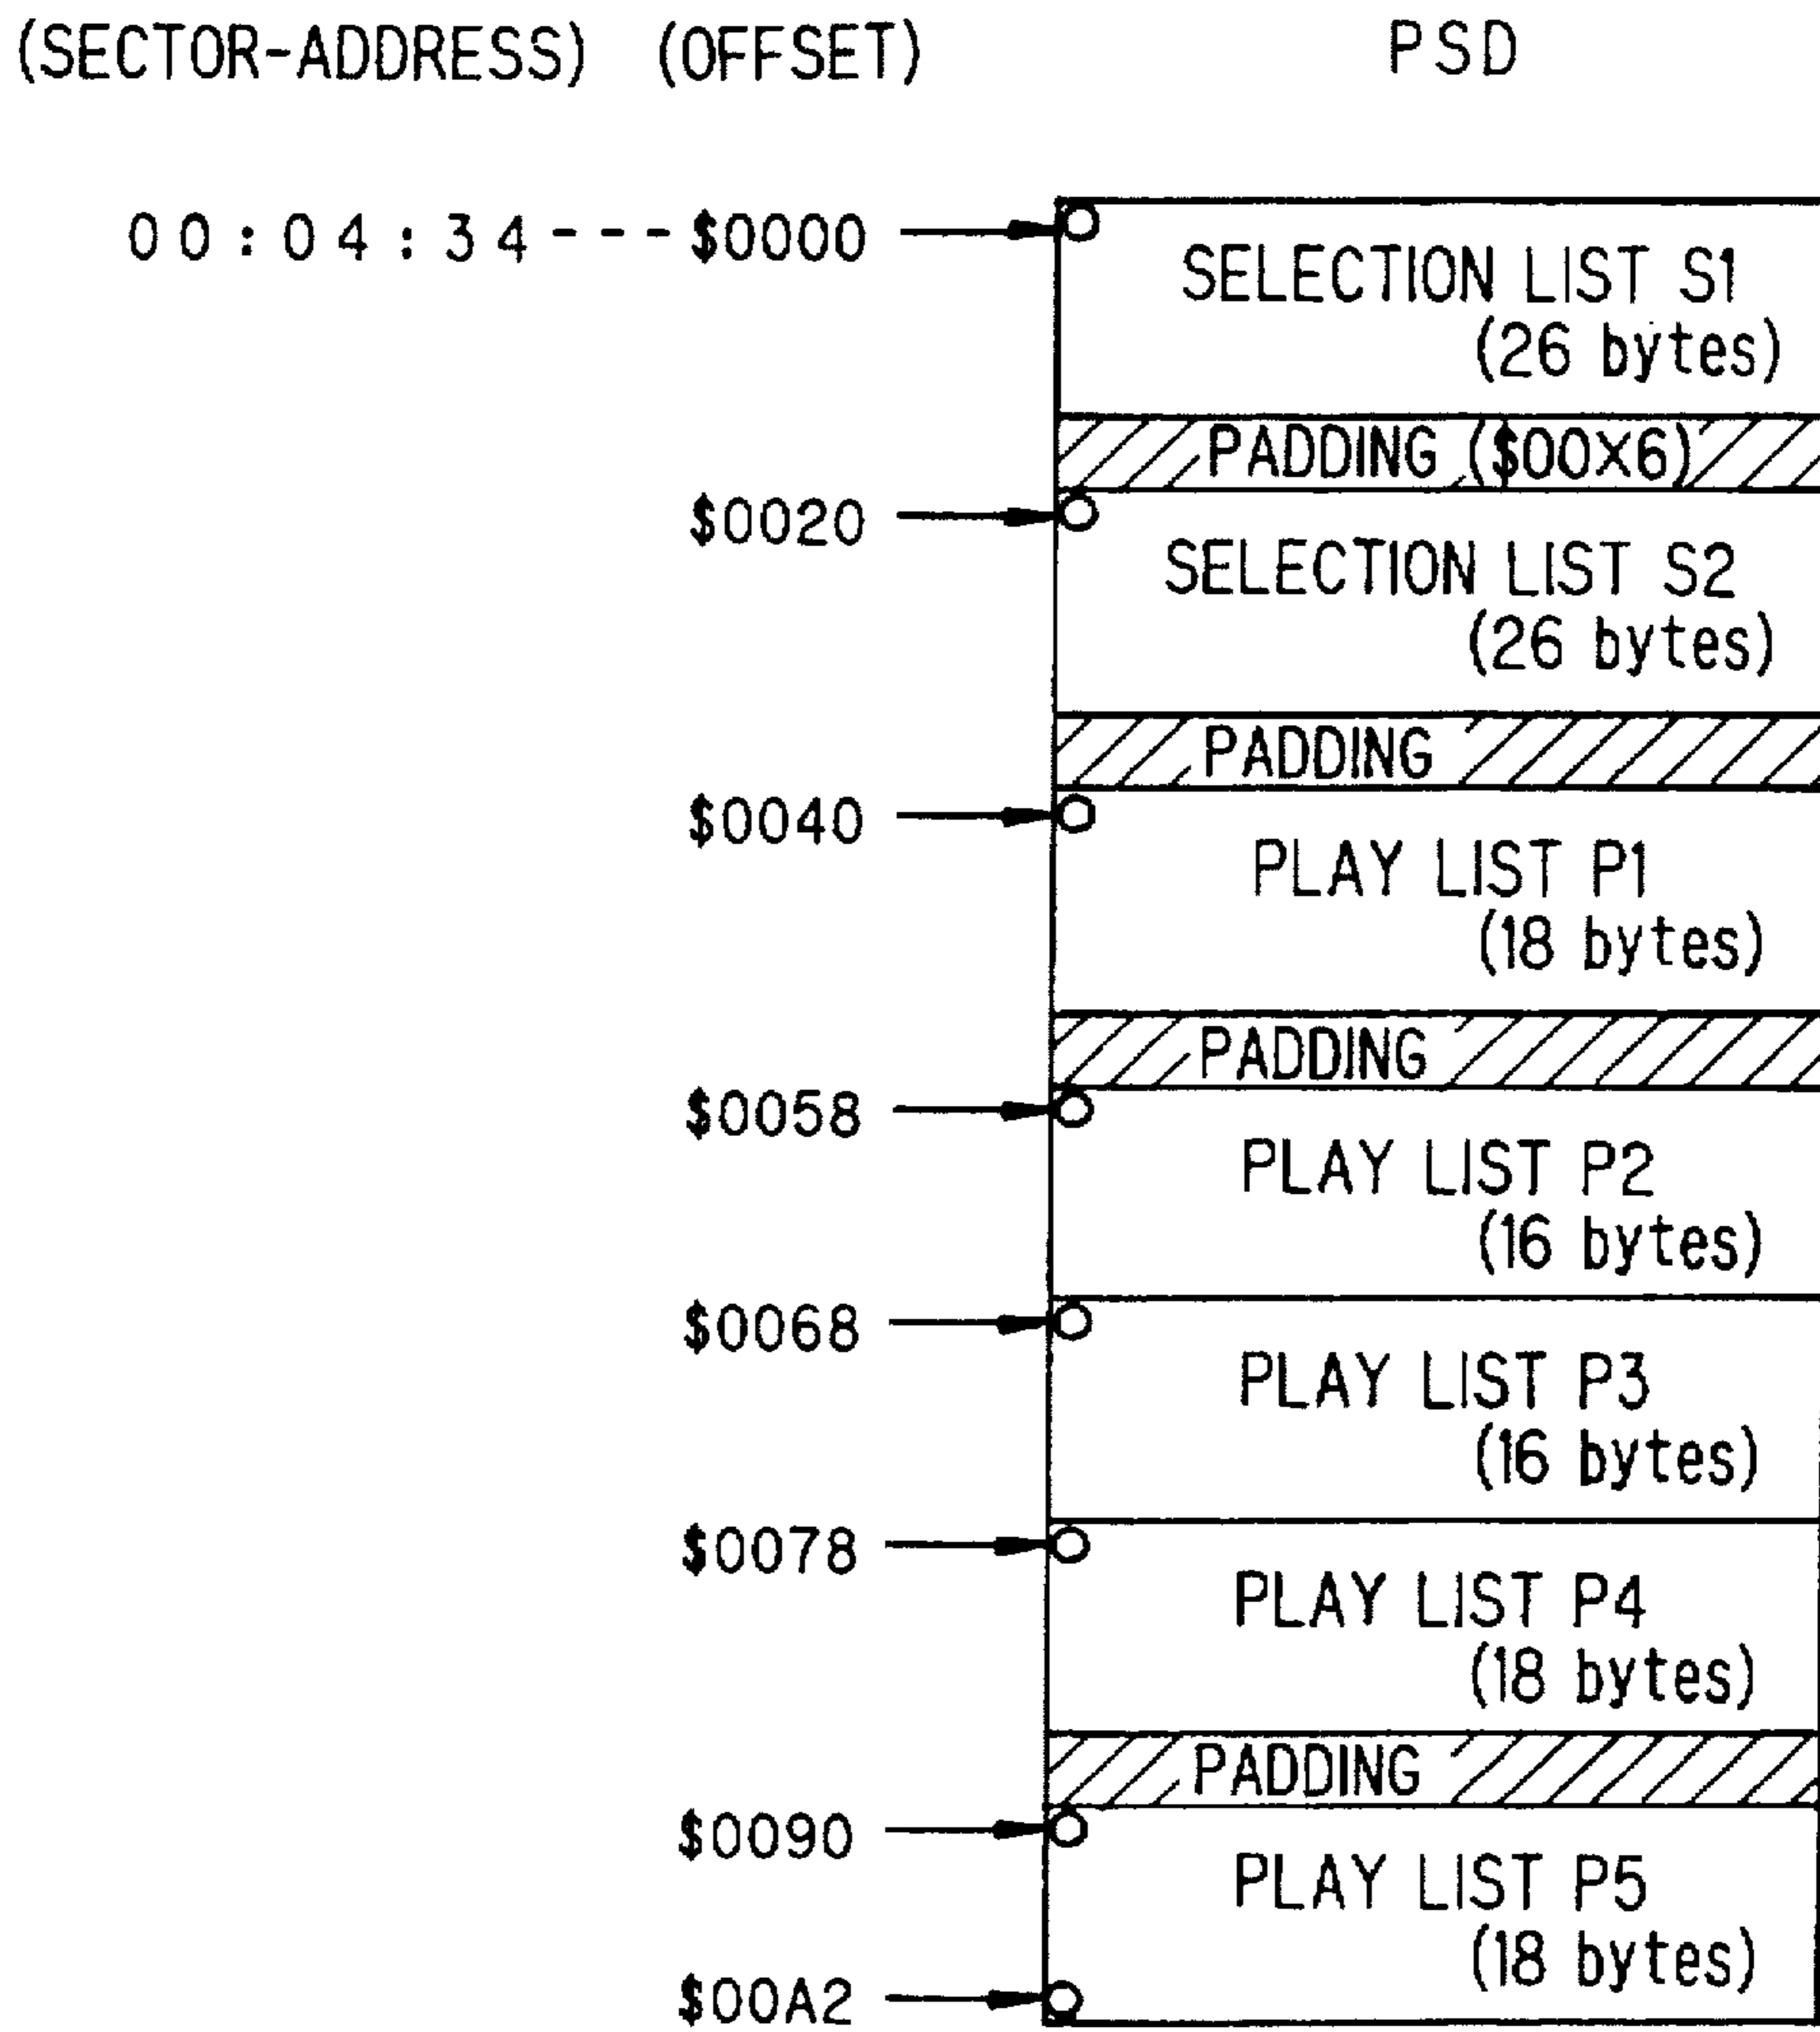 (SECTOR-ADDRESS) (OFFSET) PSD
00:04:34---$0000
SELECTION LIST S1
(26 bytes)
PADDING ($00×6)
$0020
SELECTION LIST S2
(26 bytes)
PADDING
$0040
PLAY LIST P1
(18 bytes)
PADDING
$0058
PLAY LIST P2
(16 bytes)
$0068
PLAY LIST P3
(16 bytes)
$0078
PLAY LIST P4
(18 bytes)
PADDING
$0090
PLAY LIST P5
(18 bytes)
$00A2